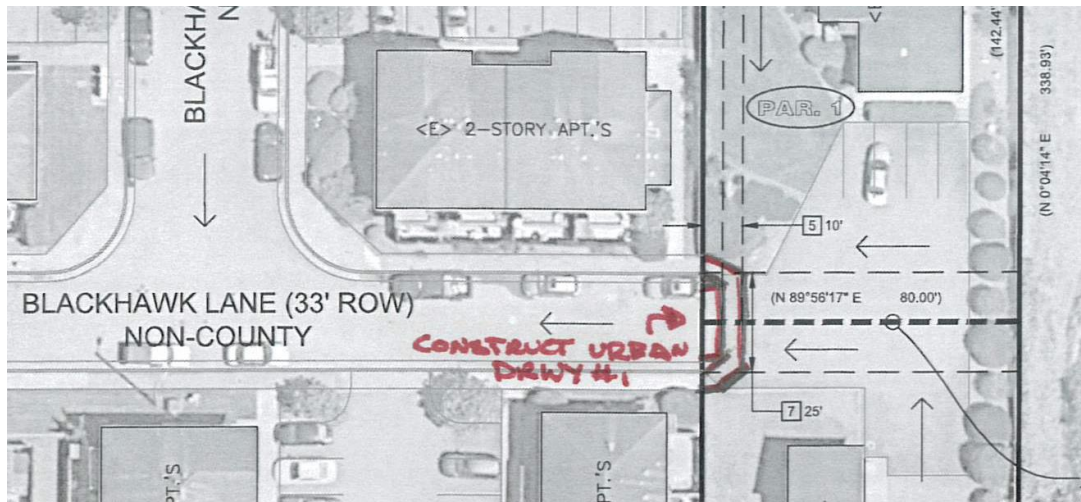 BLACKHA
N
<E> 2-STORY APT.'S
<E
PAR. 1
(142.44'
338.93')
(N 0°04'14" E
5 10'
BLACKHAWK LANE (33' ROW)
NON-COUNTY
(N 89°56'17" E 80.00')
CONSTRUCT URBAN
DRWY #1
7 25'
PT.'S
PT.'S